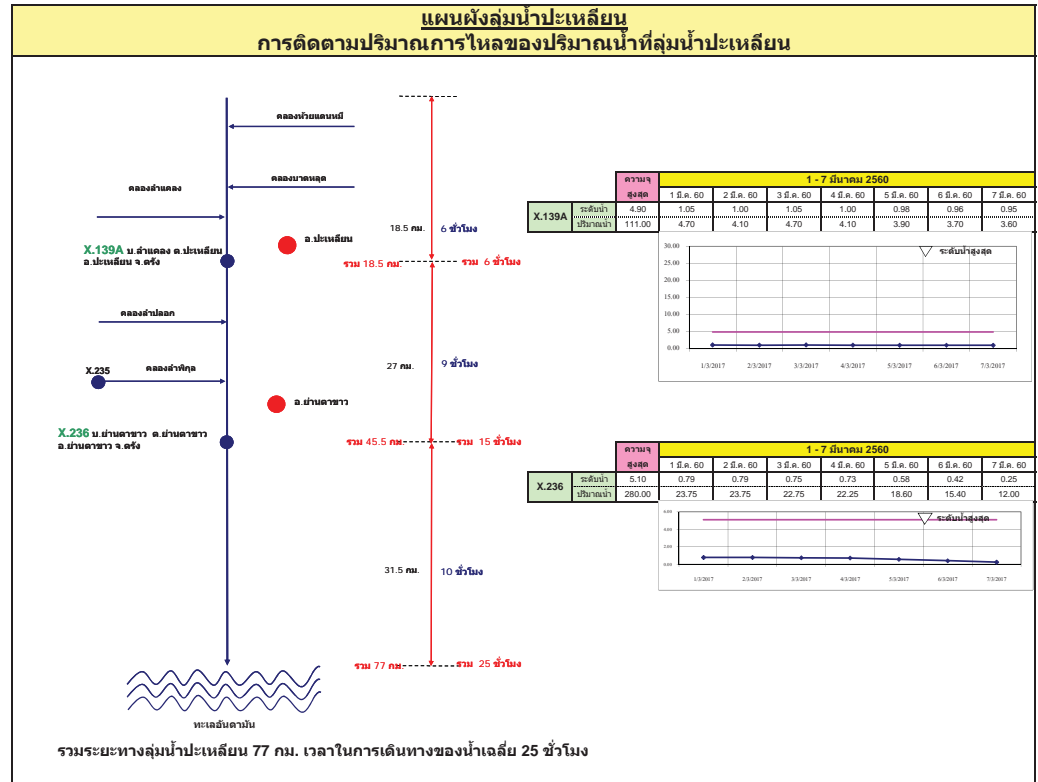 แผนผังลุ่มน้ำปะเหลียน
การติดตามปริมาณการไหลของปริมาณน้ำที่ลุ่มน้ำปะเหลียน
คลองห้วยแดนหมี
คลองบาดหลุด
คลองลำแคลง
18.5 กม. 6 ชั่วโมง
อ.ปะเหลียน
X.139A บ.ลำแคลง ต.ปะเหลียน
อ.ปะเหลียน จ.ตรัง
รวม 18.5 กม. รวม 6 ชั่วโมง
คลองลำปลอก
27 กม. 9 ชั่วโมง
X.235 คลองลำพิกุล
อ.ย่านตาขาว
X.236 บ.ย่านตาขาว ต.ย่านตาขาว
อ.ย่านตาขาว จ.ตรัง
รวม 45.5 กม. รวม 15 ชั่วโมง
31.5 กม. 10 ชั่วโมง
รวม 77 กม. รวม 25 ชั่วโมง
ทะเลอันดามัน
ความจุ 1 - 7 มีนาคม 2560
สูงสุด 1 มี.ค. 60 2 มี.ค. 60 3 มี.ค. 60 4 มี.ค. 60 5 มี.ค. 60 6 มี.ค. 60 7 มี.ค. 60
X.139A
ระดับน้ำ 4.90 1.05 1.00 1.05 1.00 0.98 0.96 0.95
ปริมาณน้ำ 111.00 4.70 4.10 4.70 4.10 3.90 3.70 3.60
ระดับน้ำสูงสุด
30.00
25.00
20.00
15.00
10.00
5.00
0.00
1/3/2017 2/3/2017 3/3/2017 4/3/2017 5/3/2017 6/3/2017 7/3/2017
ความจุ 1 - 7 มีนาคม 2560
สูงสุด 1 มี.ค. 60 2 มี.ค. 60 3 มี.ค. 60 4 มี.ค. 60 5 มี.ค. 60 6 มี.ค. 60 7 มี.ค. 60
X.236
ระดับน้ำ 5.10 0.79 0.79 0.75 0.73 0.58 0.42 0.25
ปริมาณน้ำ 280.00 23.75 23.75 22.75 22.25 18.60 15.40 12.00
ระดับน้ำสูงสุด
6.00
4.00
2.00
0.00
1/3/2017 2/3/2017 3/3/2017 4/3/2017 5/3/2017 6/3/2017 7/3/2017
รวมระยะทางลุ่มน้ำปะเหลียน 77 กม. เวลาในการเดินทางของน้ำเฉลี่ย 25 ชั่วโมง